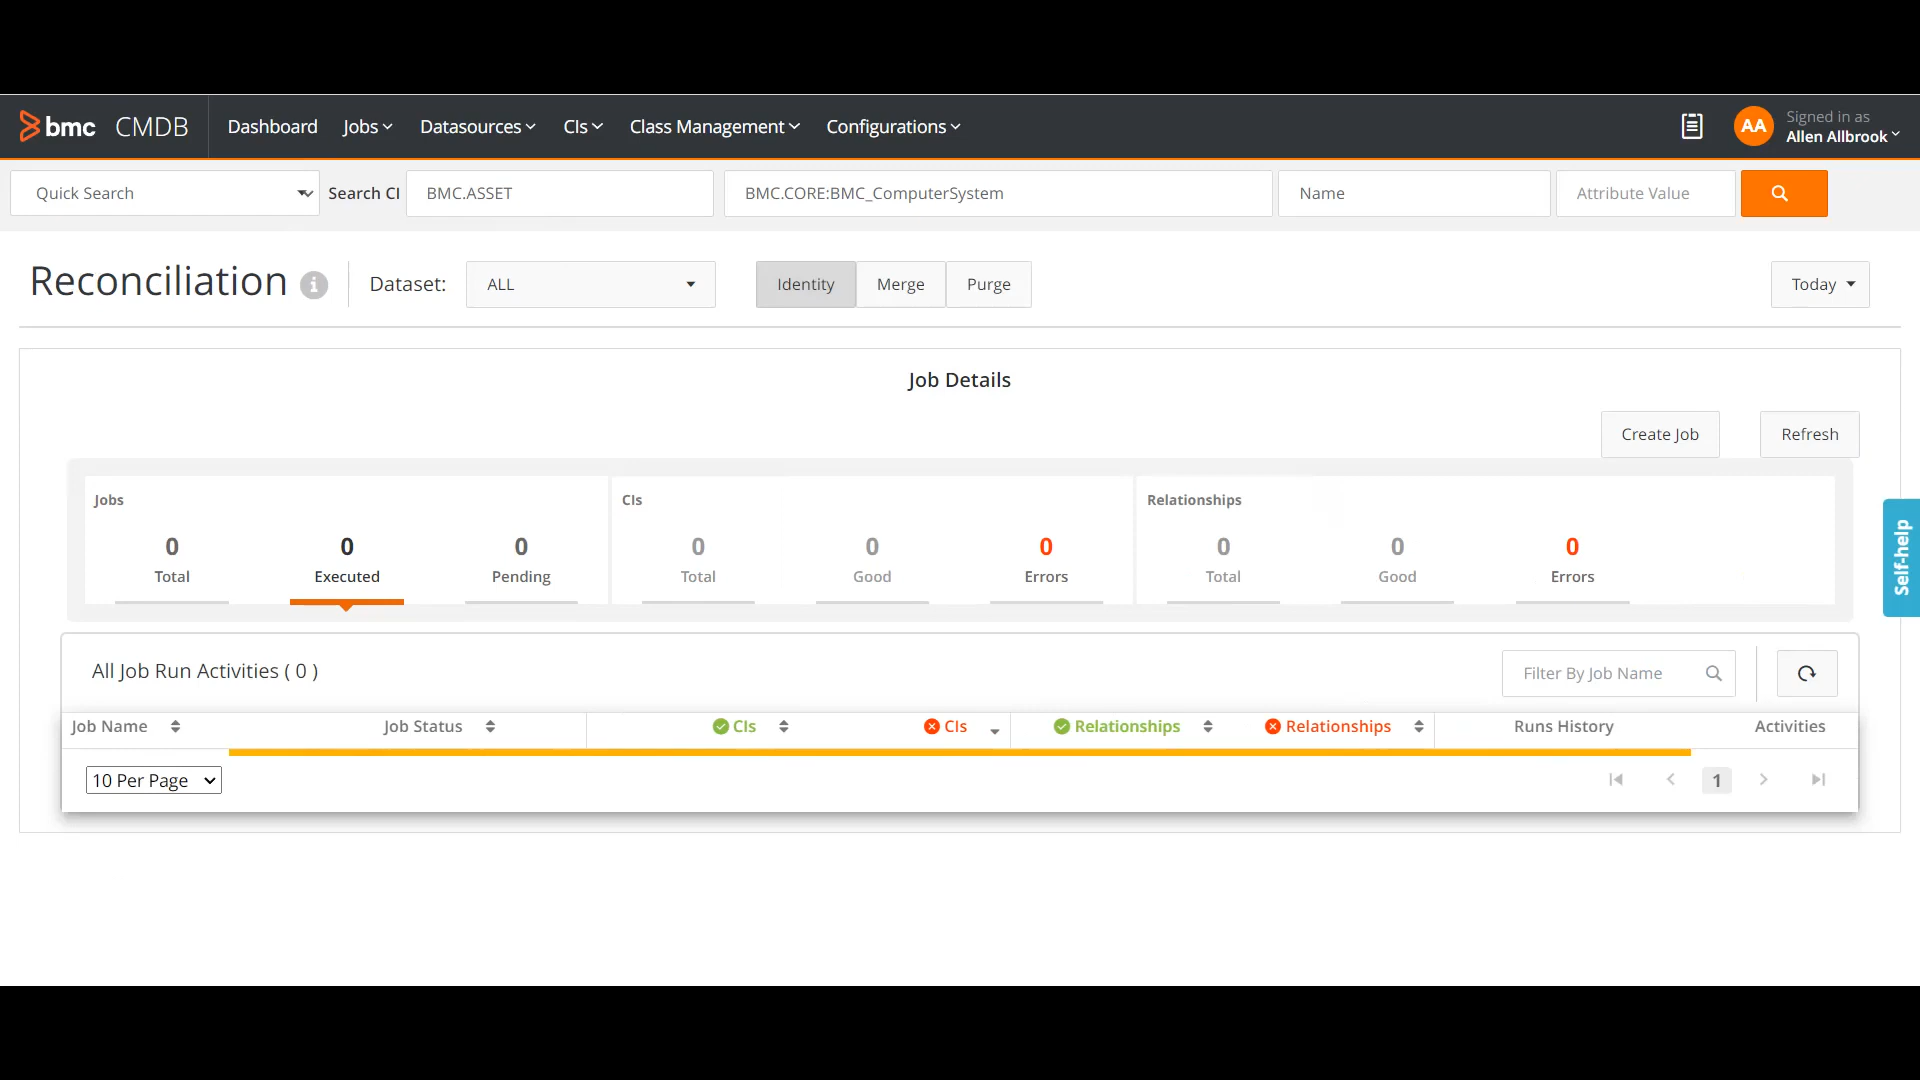 bmc CMDB Dashboard Jobs Datasources CIs Class Management Configurations
AA Signed in as
Allen Allbrook
Quick Search Search CI BMC.ASSET BMC.CORE:BMC_ComputerSystem Name Attribute Value
Reconciliation i Dataset: ALL Identity Merge Purge Today
Job Details
Create Job Refresh
Jobs CIs Relationships
0 0 0 0 0 0 0 0 0
Total Executed Pending Total Good Errors Total Good Errors
Self-help
All Job Run Activities ( 0 ) Filter By Job Name
Job Name Job Status CIs CIs Relationships Relationships Runs History Activities
10 Per Page 1